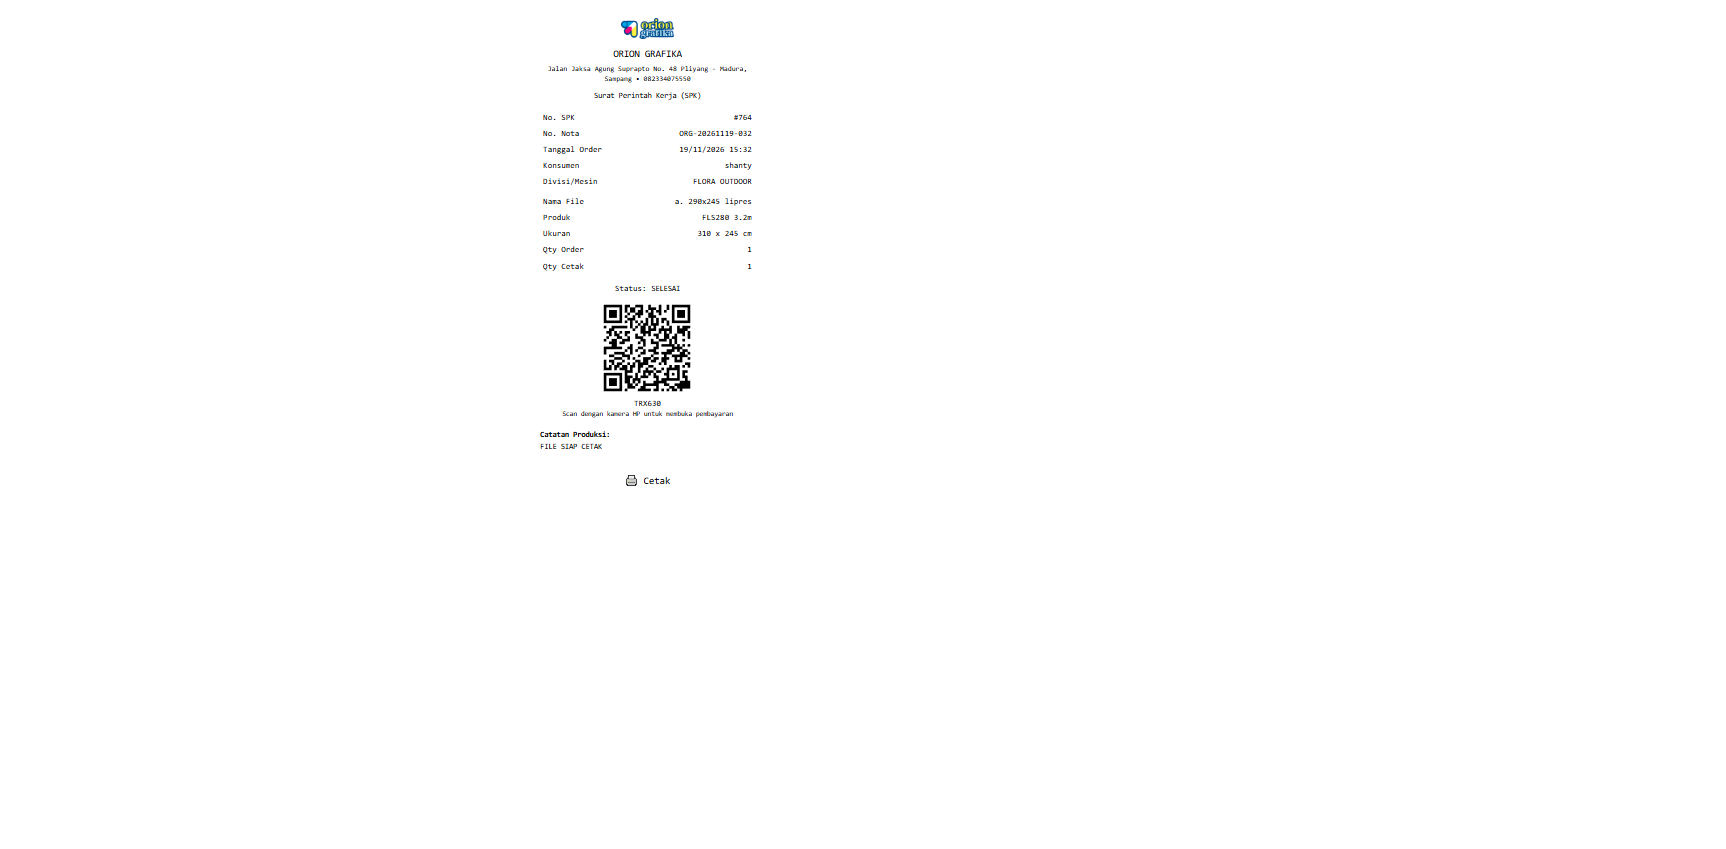 orion
grafika
ORION GRAFIKA
Jalan Jaksa Agung Suprapto No. 48 Pliyang - Madura,
Sampang • 082334075550
Surat Perintah Kerja (SPK)
No. SPK #764
No. Nota ORG-20261119-032
Tanggal Order 19/11/2026 15:32
Konsumen shanty
Divisi/Mesin FLORA OUTDOOR
Nama File a. 290x245 lipres
Produk FLS280 3.2m
Ukuran 310 x 245 cm
Qty Order 1
Qty Cetak 1
Status: SELESAI
TRX630
Scan dengan kamera HP untuk membuka pembayaran
Catatan Produksi:
FILE SIAP CETAK
Cetak